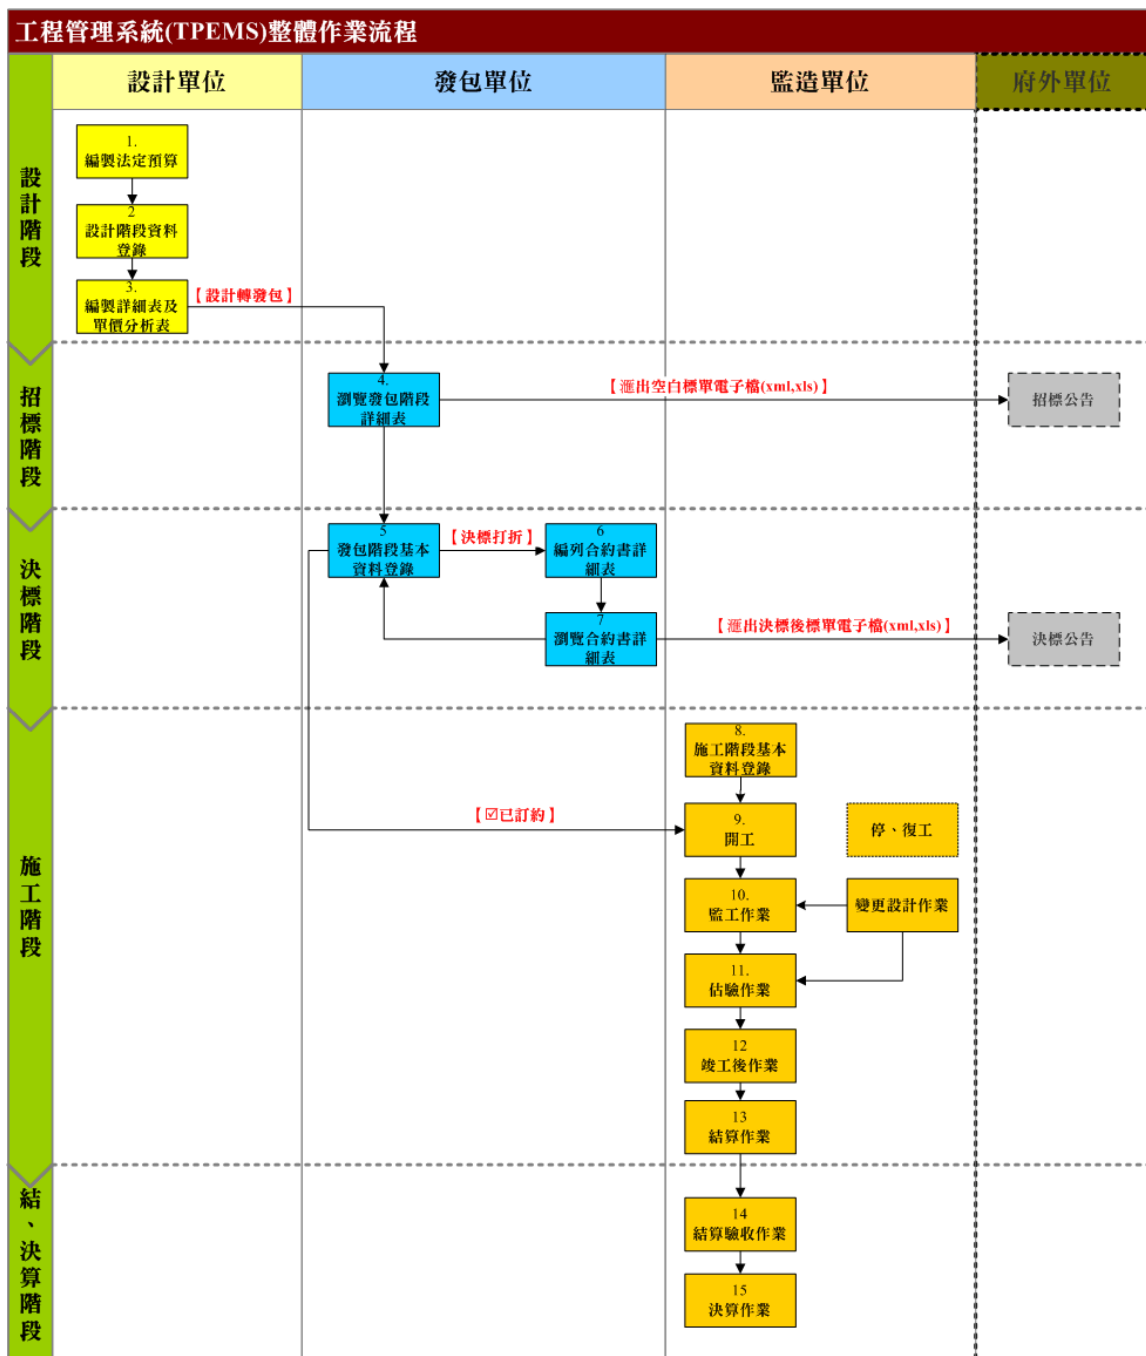 工程管理系統(TPEMS)整體作業流程
設計單位
發包單位
監造單位
府外單位
設計階段
1.
編製法定預算
2
設計階段資料
登錄
3.
編製詳細表及
單價分析表
【設計轉發包】
招標階段
4.
瀏覽發包階段
詳細表
【匯出空白標單電子檔(xml,xls)】
招標公告
決標階段
5
發包階段基本
資料登錄
【決標打折】
6
編列合約書詳
細表
7
瀏覽合約書詳
細表
【匯出決標後標單電子檔(xml,xls)】
決標公告
施工階段
8.
施工階段基本
資料登錄
【☑已訂約】
9.
開工
停、復工
10.
監工作業
變更設計作業
11.
估驗作業
12
竣工後作業
13
結算作業
結、決算階段
14
結算驗收作業
15
決算作業